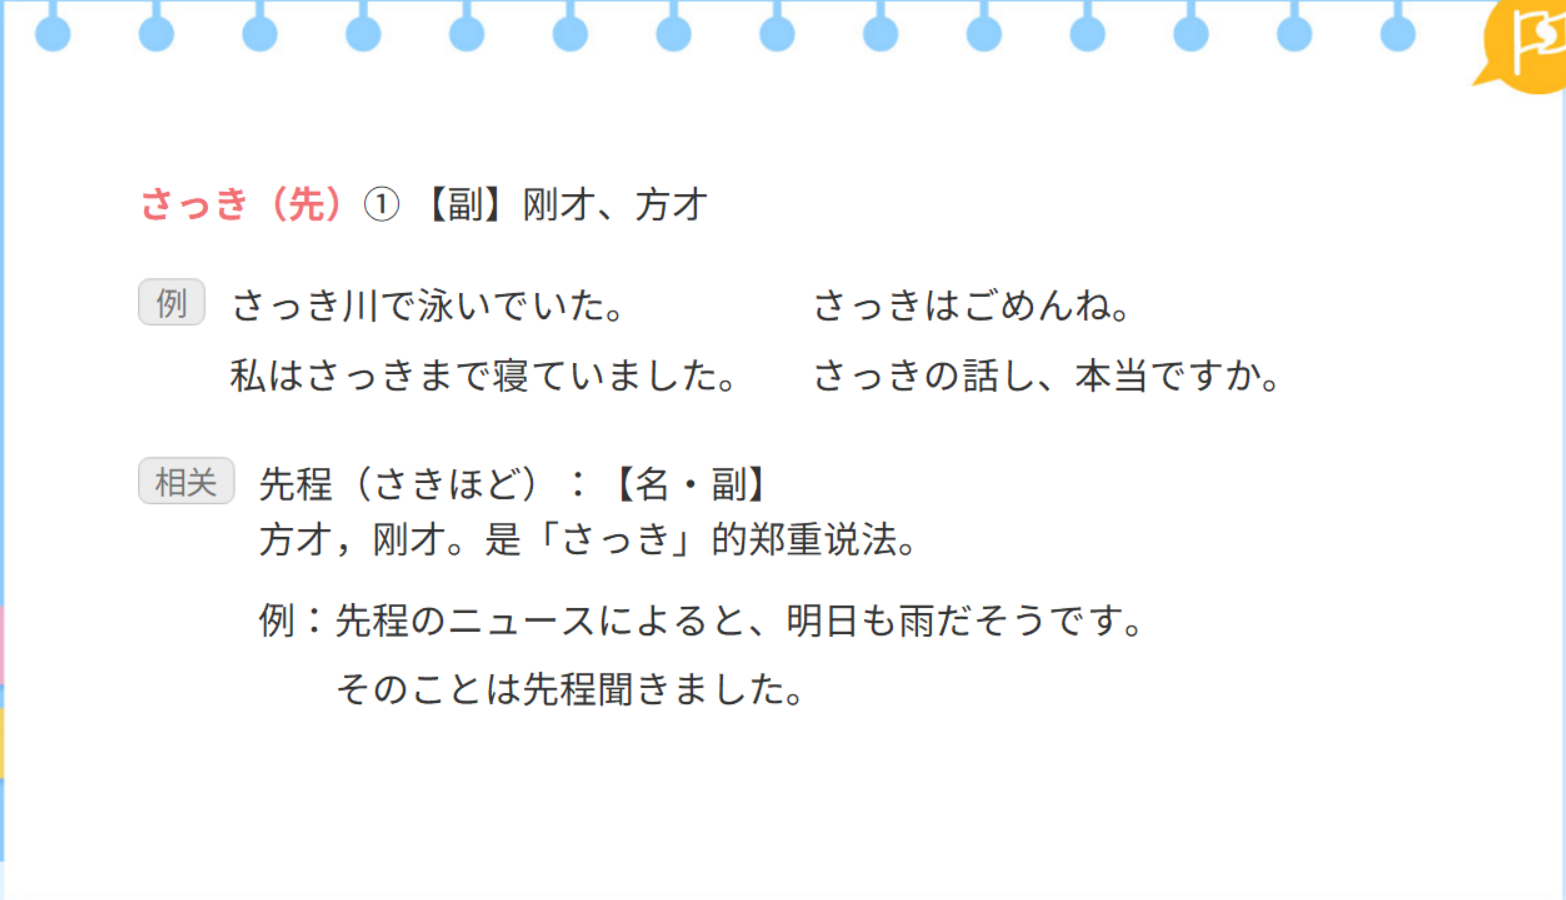 さっき（先）① 【副】刚才、方才
例 さっき川で泳いでいた。 さっきはごめんね。
私はさっきまで寝ていました。 さっきの話し、本当ですか。
相关 先程（さきほど）：【名・副】
方才，刚才。是「さっき」的郑重说法。
例：先程のニュースによると、明日も雨だそうです。
そのことは先程聞きました。